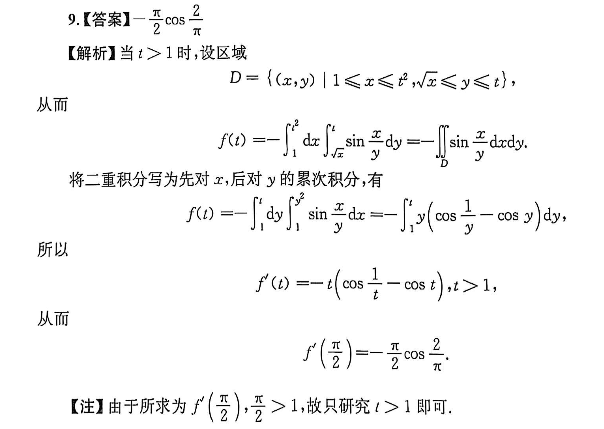 9.【答案】$-\frac{\pi}{2}\cos\frac{2}{\pi}$
【解析】当 $t>1$ 时,设区域
$D=\{(x,y)\mid 1\leqslant x\leqslant t^2,\sqrt{x}\leqslant y\leqslant t\},$
从而
$f(t)=-\int_1^{t^2}dx\int_{\sqrt{x}}^{t}\sin\frac{x}{y}dy=-\iint\limits_D\sin\frac{x}{y}dxdy.$
将二重积分写为先对 $x$,后对 $y$ 的累次积分,有
$f(t)=-\int_1^t dy\int_1^{y^2}\sin\frac{x}{y}dx=-\int_1^t y\left(\cos\frac{1}{y}-\cos y\right)dy,$
所以
$f'(t)=-t\left(\cos\frac{1}{t}-\cos t\right),t>1,$
从而
$f'\left(\frac{\pi}{2}\right)=-\frac{\pi}{2}\cos\frac{2}{\pi}.$
【注】由于所求为 $f'\left(\frac{\pi}{2}\right),\frac{\pi}{2}>1$,故只研究 $t>1$ 即可.